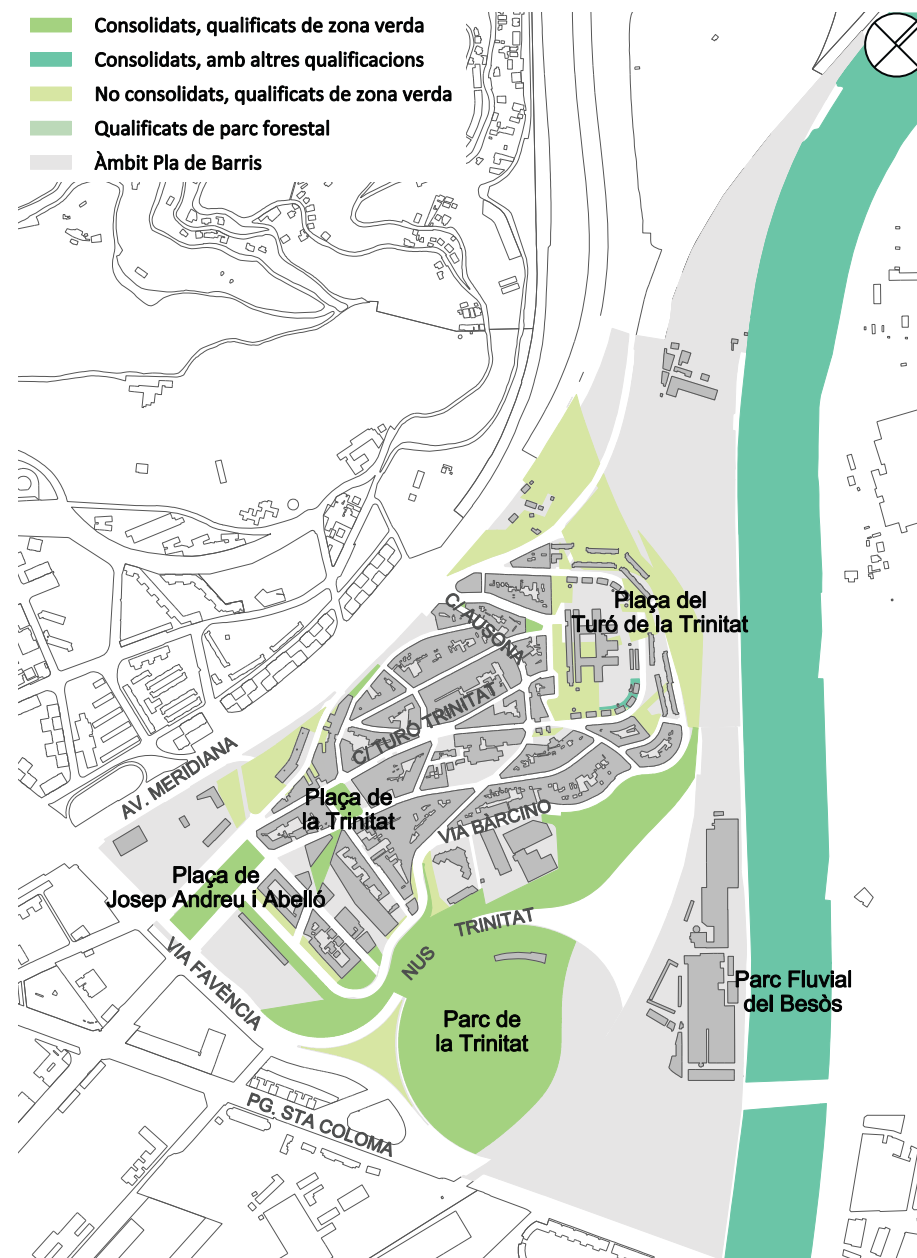 Consolidats, qualificats de zona verda
Consolidats, amb altres qualificacions
No consolidats, qualificats de zona verda
Qualificats de parc forestal
Àmbit Pla de Barris
Plaça del
Turó de la Trinitat
C/ AUSONA
C/ TURÓ TRINITAT
AV. MERIDIANA
Plaça de
la Trinitat
VIA BÀRCINO
Plaça de
Josep Andreu i Abelló
TRINITAT
NUS
VIA FAVÈNCIA
Parc Fluvial
del Besòs
Parc de
la Trinitat
PG. STA COLOMA